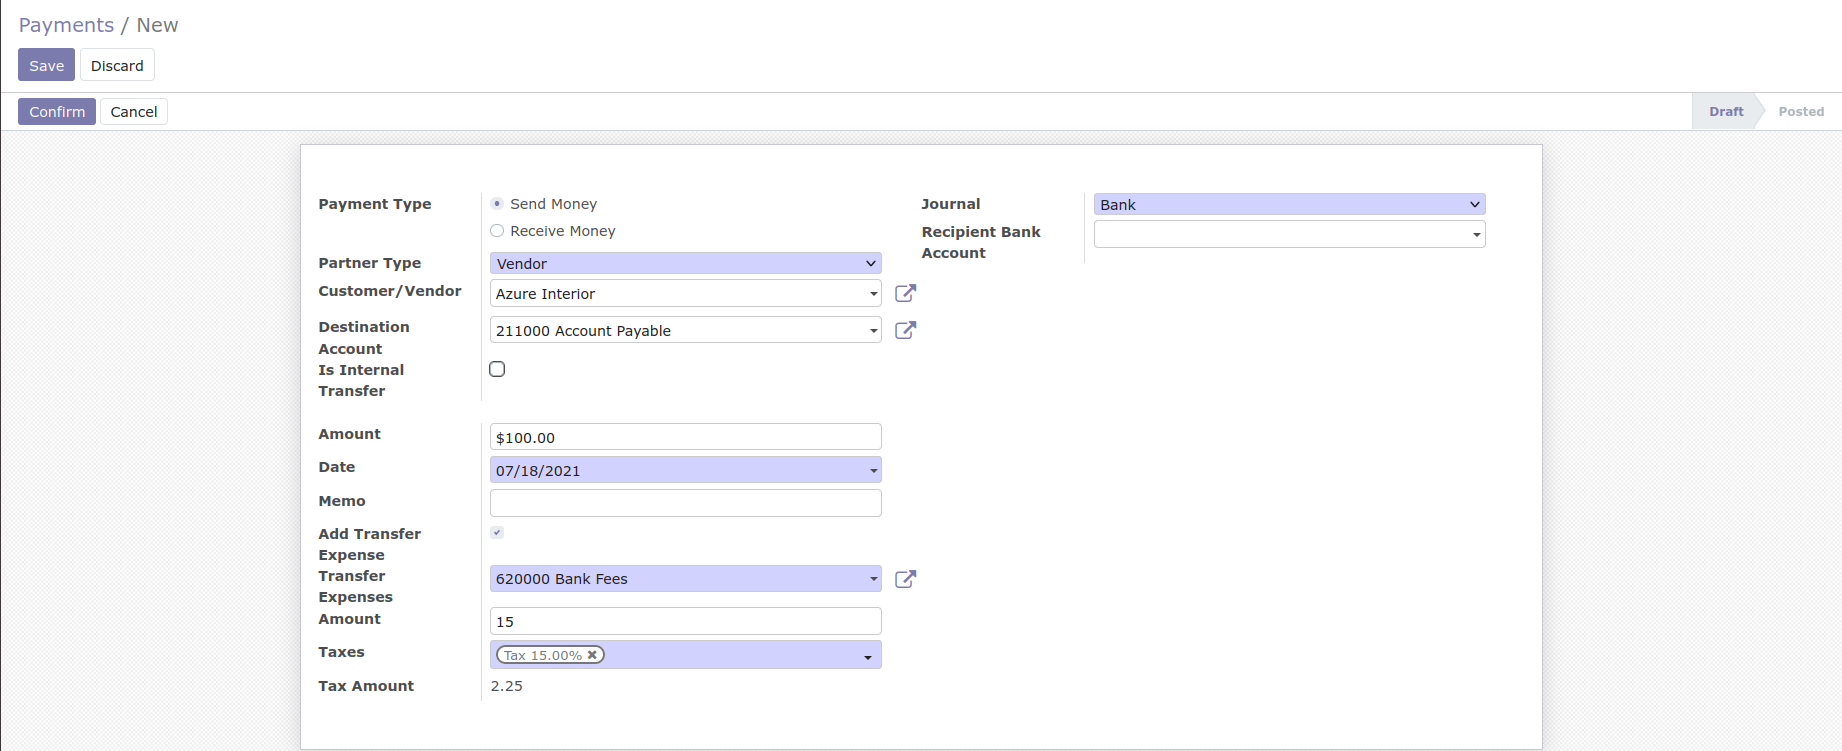 Payments / New
Save Discard
Confirm Cancel
Draft Posted
Payment Type
Send Money
Receive Money
Partner Type
Vendor
Customer/Vendor
Azure Interior
Destination
Account
211000 Account Payable
Is Internal
Transfer
Journal
Bank
Recipient Bank
Account
Amount
$100.00
Date
07/18/2021
Memo
Add Transfer
Expense
Transfer
Expenses
620000 Bank Fees
Amount
15
Taxes
Tax 15.00%
Tax Amount
2.25